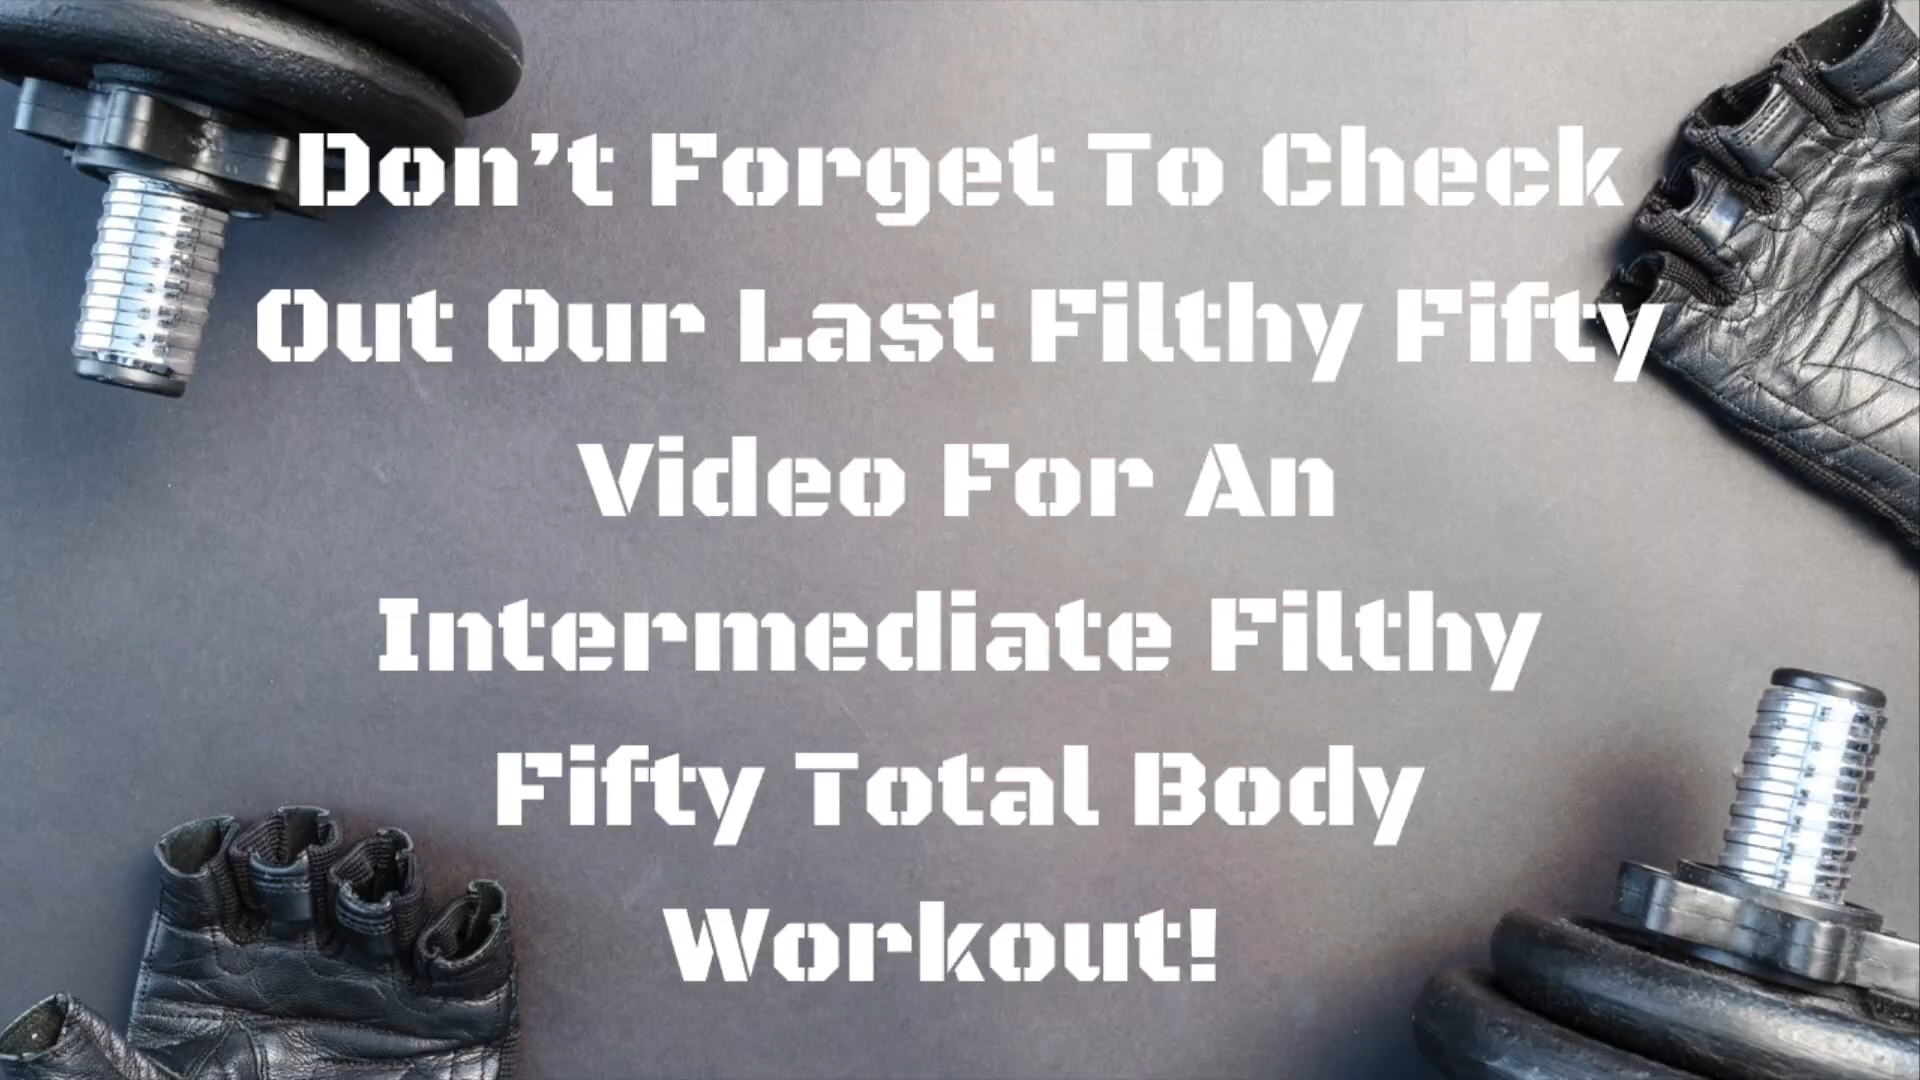 Don't Forget To Check
Out Our Last Filthy Fifty
Video For An
Intermediate Filthy
Fifty Total Body
Workout!